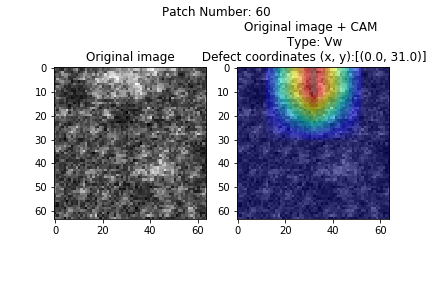 Patch Number: 60
Original image
Original image + CAM
Type: Vw
Defect coordinates (x, y):[(0.0, 31.0)]
0
10
20
30
40
50
60
0 20 40 60
0
10
20
30
40
50
60
0 20 40 60